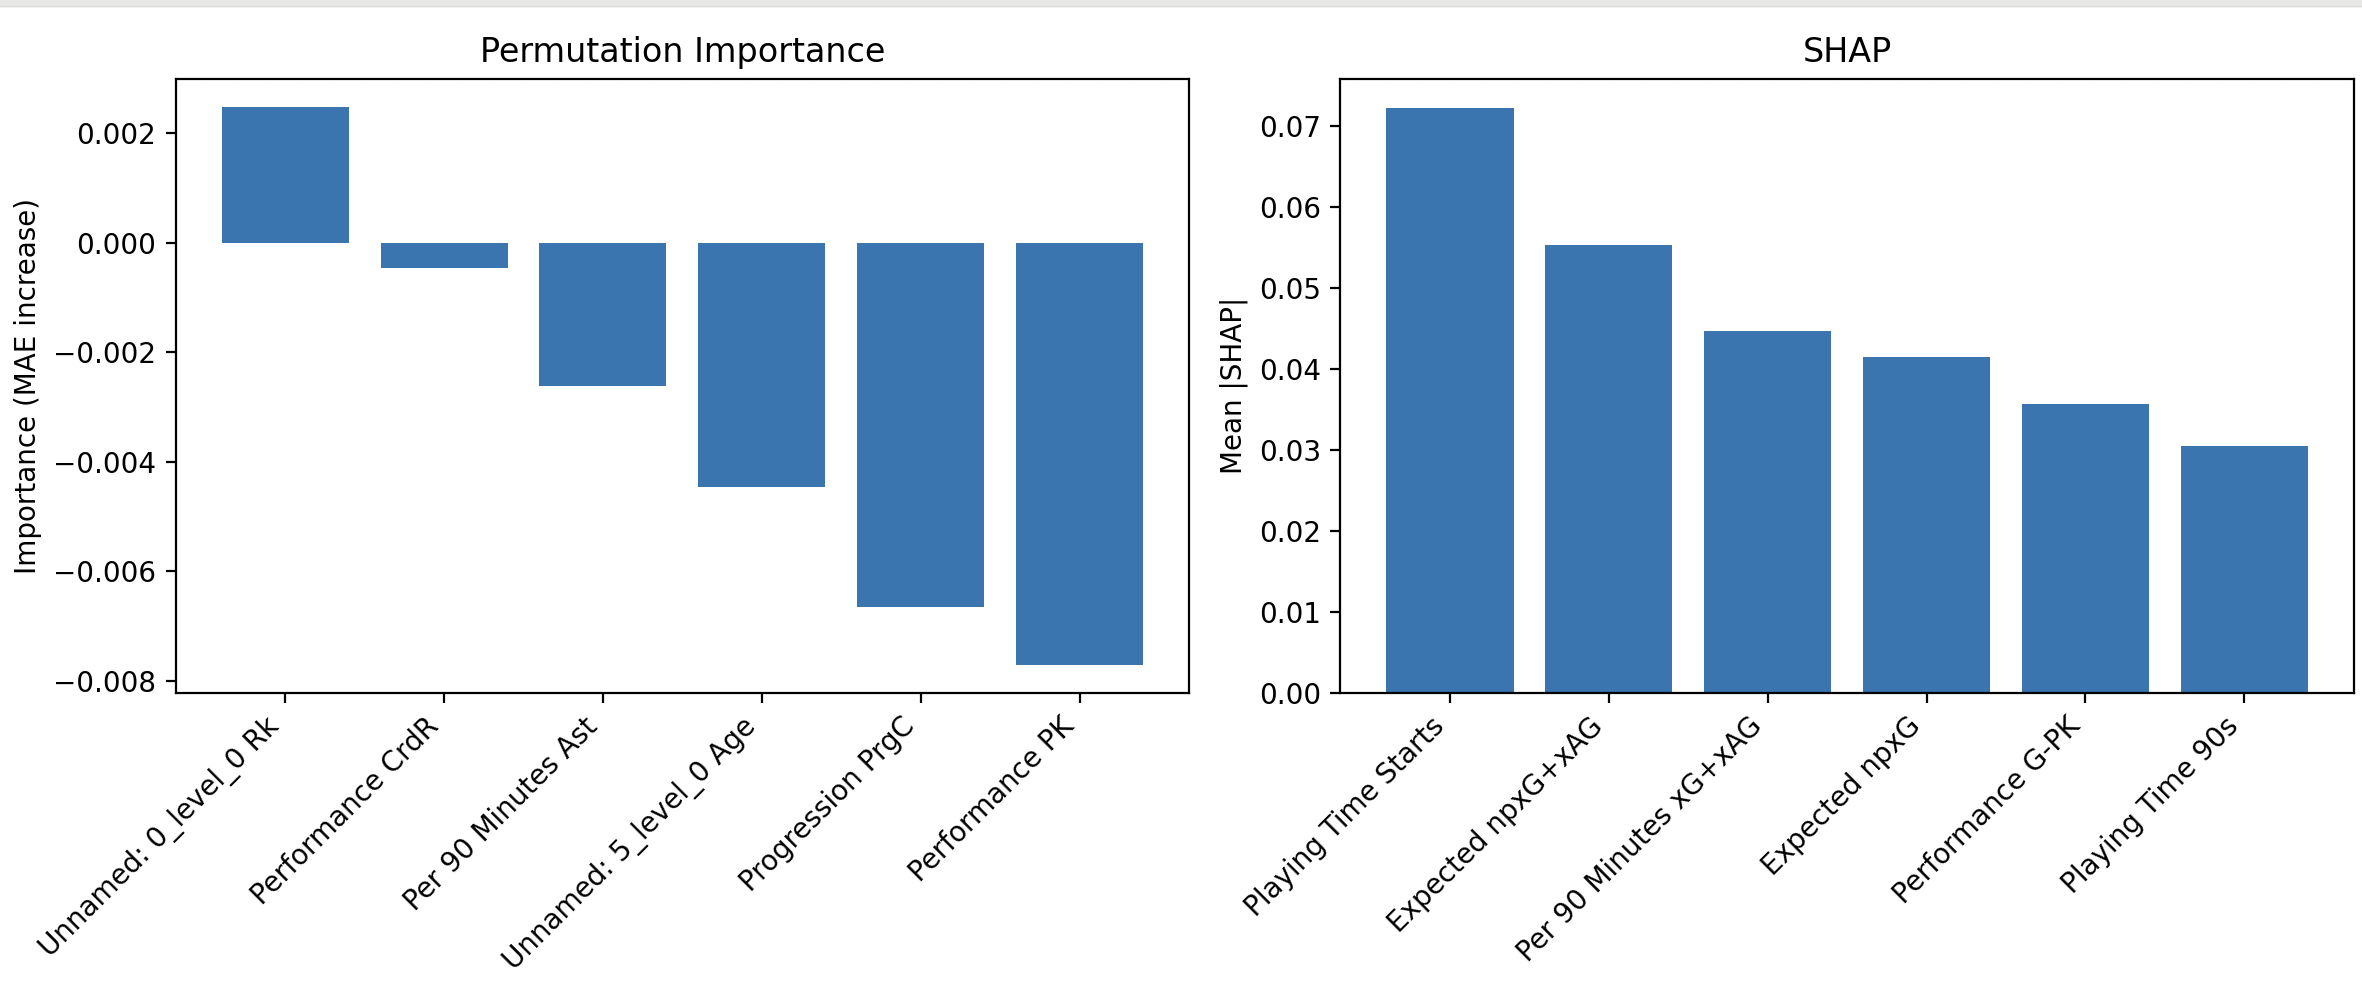 Permutation Importance
Importance (MAE increase)
0.002
0.000
−0.002
−0.004
−0.006
−0.008
Unnamed: 0_level_0 Rk
Performance CrdR
Per 90 Minutes Ast
Unnamed: 5_level_0 Age
Progression PrgC
Performance PK
SHAP
Mean |SHAP|
0.07
0.06
0.05
0.04
0.03
0.02
0.01
0.00
Playing Time Starts
Expected npxG+xAG
Per 90 Minutes xG+xAG
Expected npxG
Performance G-PK
Playing Time 90s